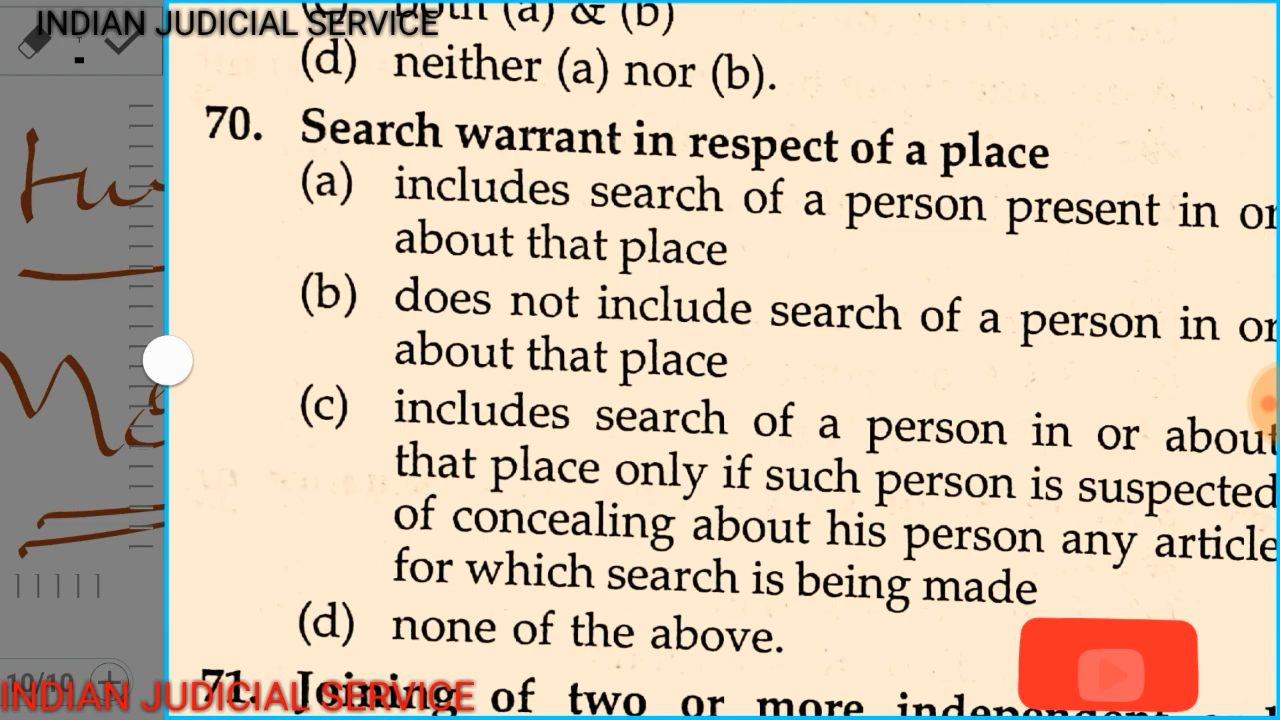 INDIAN JUDICIAL SERVICE
(c) both (a) & (b)
(d) neither (a) nor (b).
70. Search warrant in respect of a place
(a) includes search of a person present in or
about that place
(b) does not include search of a person in or
about that place
(c) includes search of a person in or about
that place only if such person is suspected
of concealing about his person any article
for which search is being made
(d) none of the above.
71. Joining of two or more
INDIAN JUDICIAL SERVICE